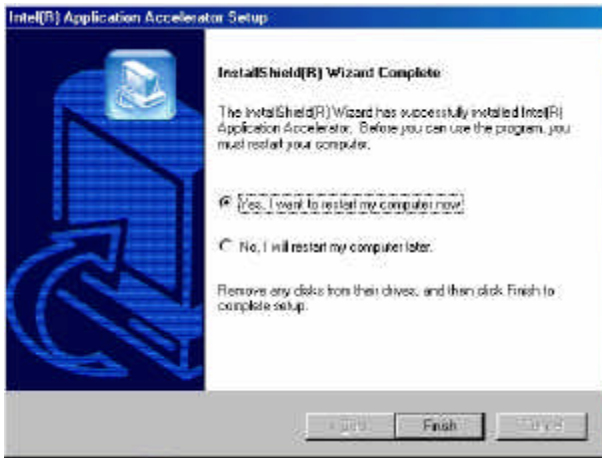 Intel(R) Application Accelerator Setup
InstallShield(R) Wizard Complete
The InstallShield(R) Wizard has successfully installed Intel(R)
Application Accelerator. Before you can use the program, you
must restart your computer.
Yes, I want to restart my computer now.
No, I will restart my computer later.
Remove any disks from their drives, and then click Finish to
complete setup.
< Back
Finish
Cancel